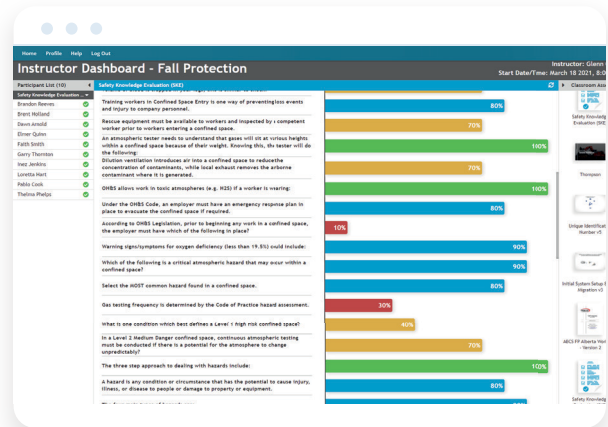 Home Profile Help Log Out
Instructor Dashboard - Fall Protection
Instructor: Glenn
Start Date/Time: March 18 2021, 8:0
Participant List (10)
Safety Knowledge Evaluation (SKE)
Classroom Ass
Safety Knowledge Evaluation ...
Brandon Reeves
Brent Holland
Dawn Arnold
Elmer Quinn
Faith Smith
Garry Thornton
Inez Jenkins
Loretta Hart
Pablo Cook
Thelma Phelps
Training workers in Confined Space Entry is one way of preventing loss events
and injury to company personnel.
80%
Rescue equipment must be available to workers and inspected by a competent
worker prior to workers entering a confined space.
70%
An atmospheric tester needs to understand that gases will sit at various heights
within a confined space because of their weight. Knowing this, the tester will do
the following:
100%
Dilution ventilation introduces air into a confined space to reduce the
concentration of contaminants, while local exhaust removes the airborne
contaminant where it is generated.
70%
OHBS allows work in toxic atmospheres (e.g. H2S) if a worker is wearing:
100%
Under the OHBS Code, an employer must have an emergency response plan in
place to evacuate the confined space if required.
80%
According to OHBS Legislation, prior to beginning any work in a confined space,
the employer must have which of the following in place?
10%
Warning signs/symptoms for oxygen deficiency (less than 19.5%) could include:
90%
Which of the following is a critical atmospheric hazard that may occur within a
confined space?
90%
Select the MOST common hazard found in a confined space.
80%
Gas testing frequency is determined by the Code of Practice hazard assessment.
30%
What is one condition which best defines a Level 1 high risk confined space?
40%
In a Level 2 Medium Danger confined space, continuous atmospheric testing
must be conducted if there is a potential for the atmosphere to change
unpredictably?
70%
The three step approach to dealing with hazards include:
100%
A hazard is any condition or circumstance that has the potential to cause injury,
illness, or disease to people or damage to property or equipment.
80%
Safety Knowledg
Evaluation (SKE
Thompson
Unique Identificat
Number v5
Initial System Setup
Migration v3
ABCS FP Alberta
- Version 2
Safety Knowledg